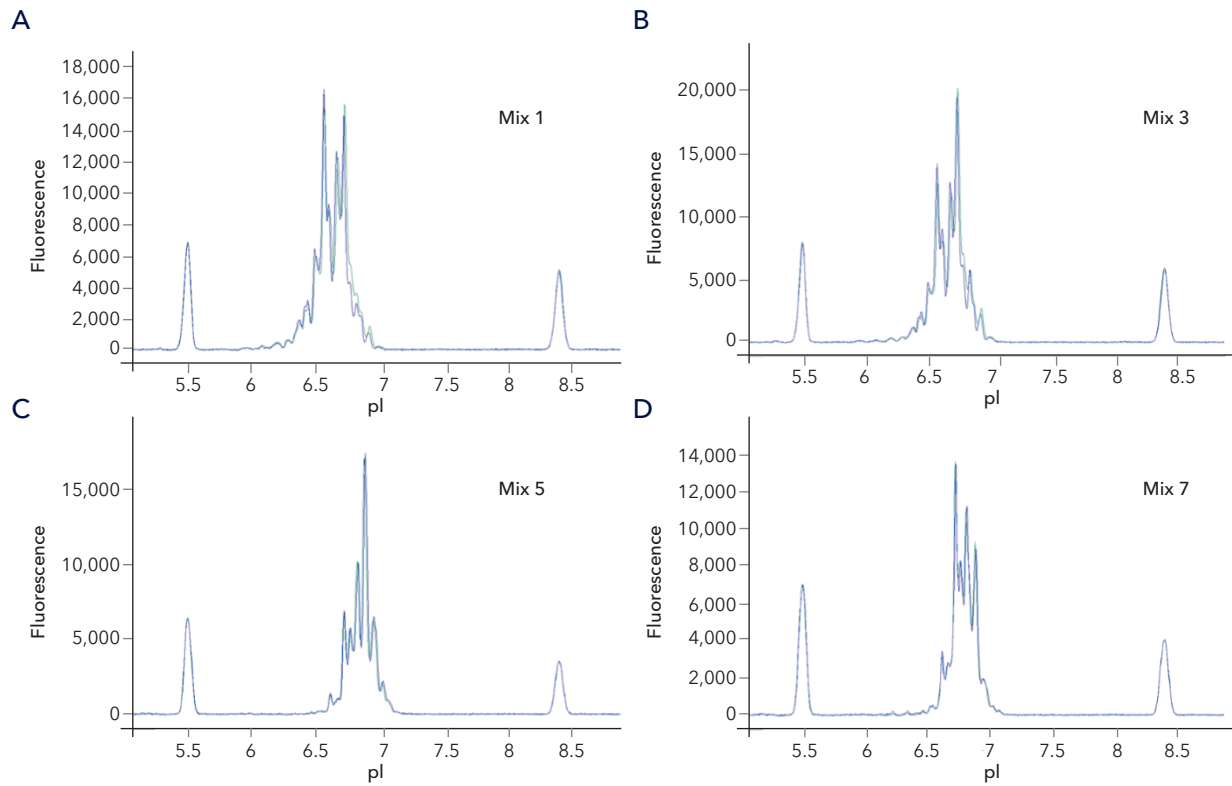 A
18,000
16,000
14,000
12,000
10,000
8,000
6,000
4,000
2,000
0
Fluorescence
Mix 1
5.5 6 6.5 7 7.5 8 8.5
pI
B
20,000
15,000
10,000
5,000
0
Fluorescence
Mix 3
5.5 6 6.5 7 7.5 8 8.5
pI
C
15,000
10,000
5,000
0
Fluorescence
Mix 5
5.5 6 6.5 7 7.5 8 8.5
pI
D
14,000
12,000
10,000
8,000
6,000
4,000
2,000
0
Fluorescence
Mix 7
5.5 6 6.5 7 7.5 8 8.5
pI